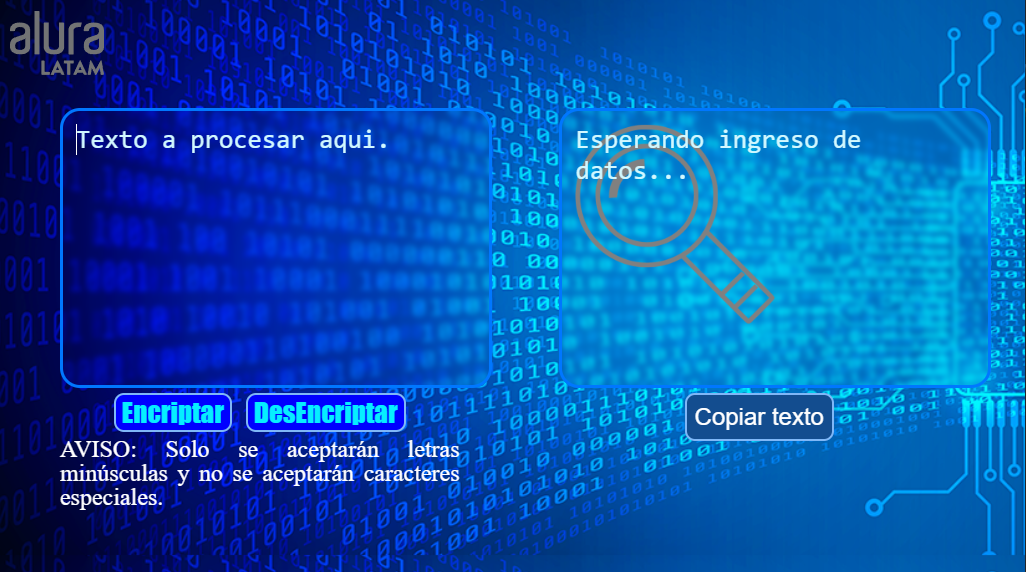 alura
LATAM
Texto a procesar aqui.
Esperando ingreso de
datos...
Encriptar
DesEncriptar
Copiar texto
AVISO: Solo se aceptarán letras
minúsculas y no se aceptarán caracteres
especiales.